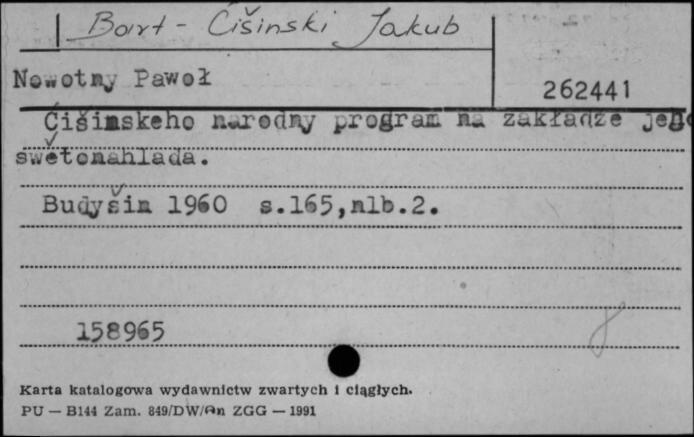 Bart - Ćišinski Jakub
Nowotny Pawoł
262441
Ćišinskeho narodny program na zakładźe jeho
swětonahlada.
Budyšin 1960 s.165,nlb.2.
158965
Karta katalogowa wydawnictw zwartych i ciągłych.
PU — B144 Zam. 849/DW/An ZGG — 1991